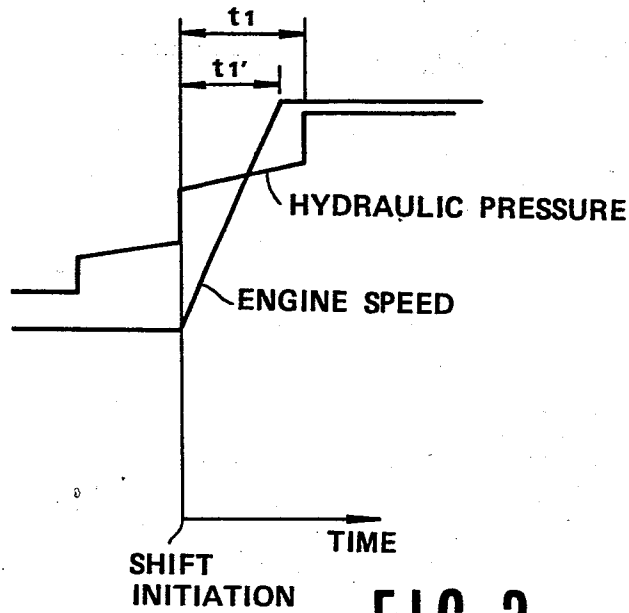 t1
t1'
HYDRAULIC PRESSURE
ENGINE SPEED
TIME
SHIFT
INITIATION